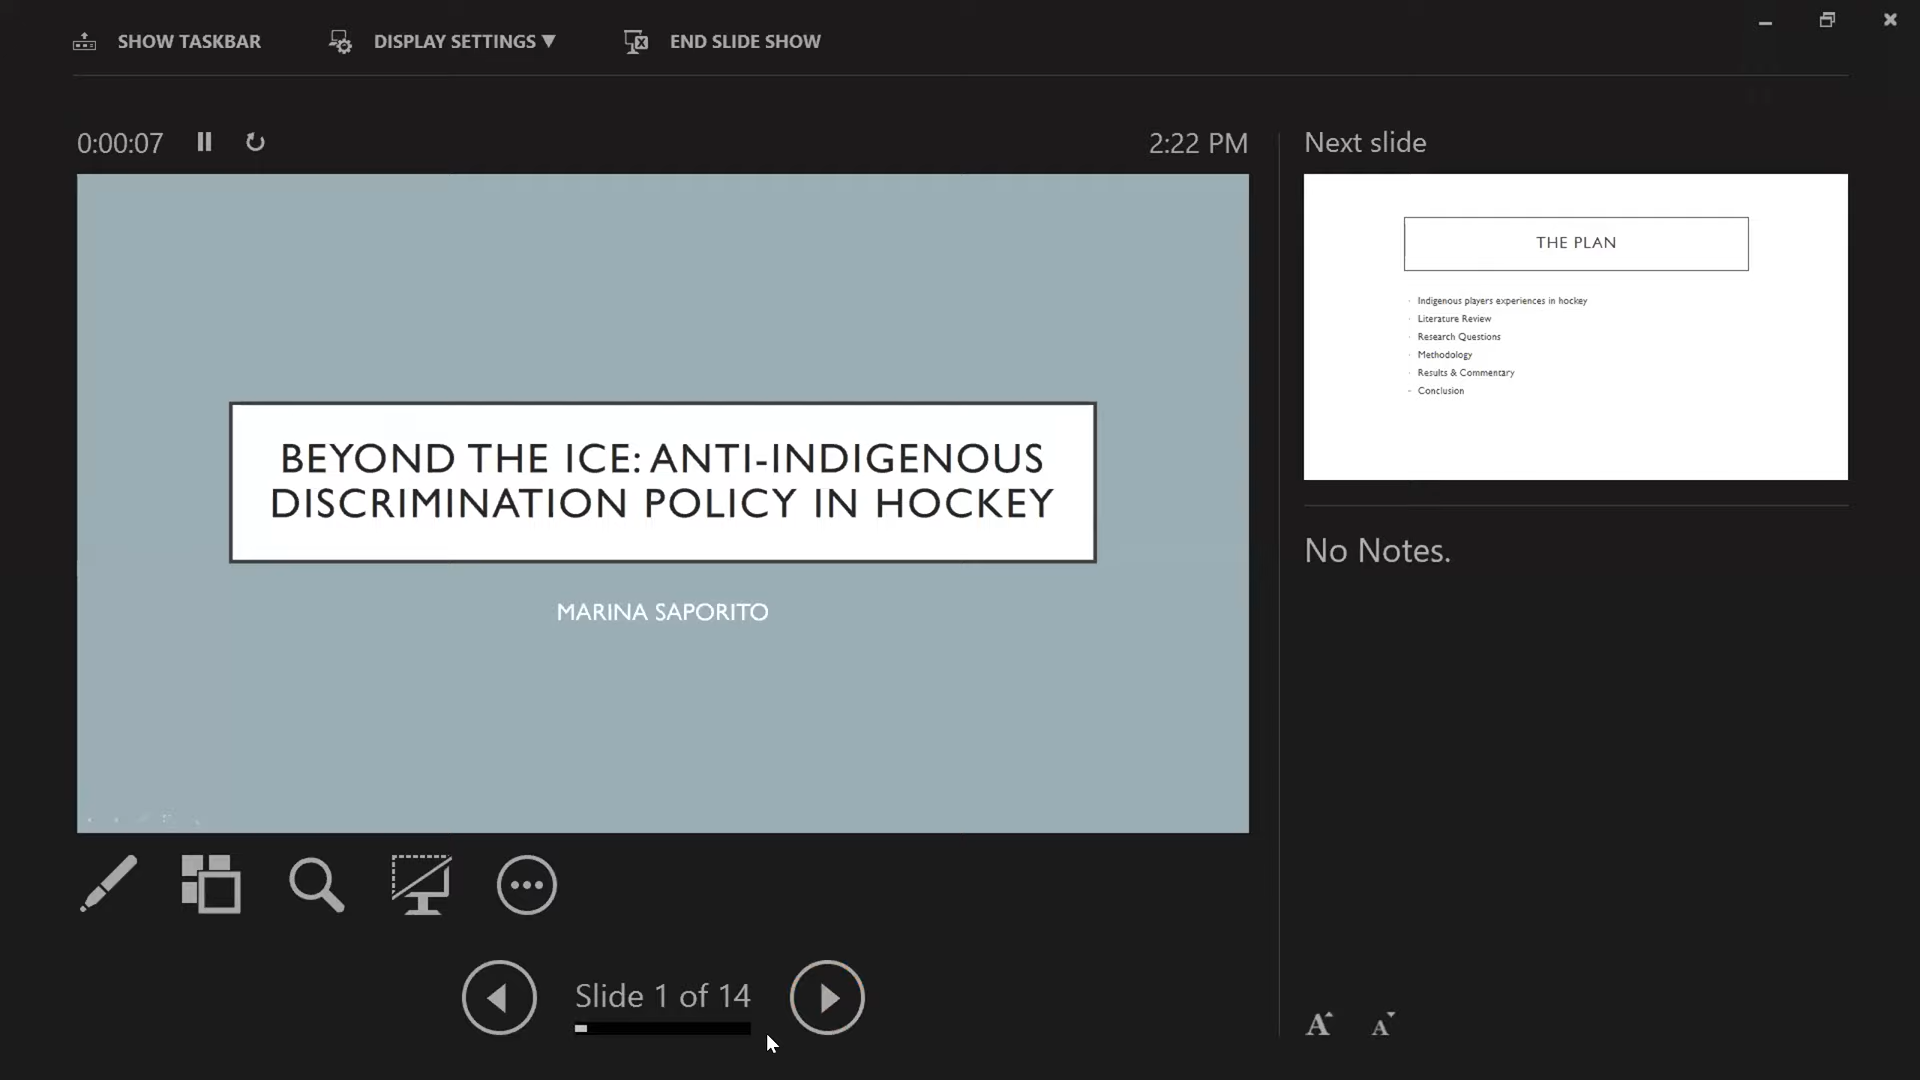 SHOW TASKBAR
DISPLAY SETTINGS ▼
END SLIDE SHOW
0:00:07
2:22 PM
BEYOND THE ICE: ANTI-INDIGENOUS
DISCRIMINATION POLICY IN HOCKEY
MARINA SAPORITO
Slide 1 of 14
Next slide
THE PLAN
Indigenous players experiences in hockey
Literature Review
Research Questions
Methodology
Results & Commentary
Conclusion
No Notes.
A A